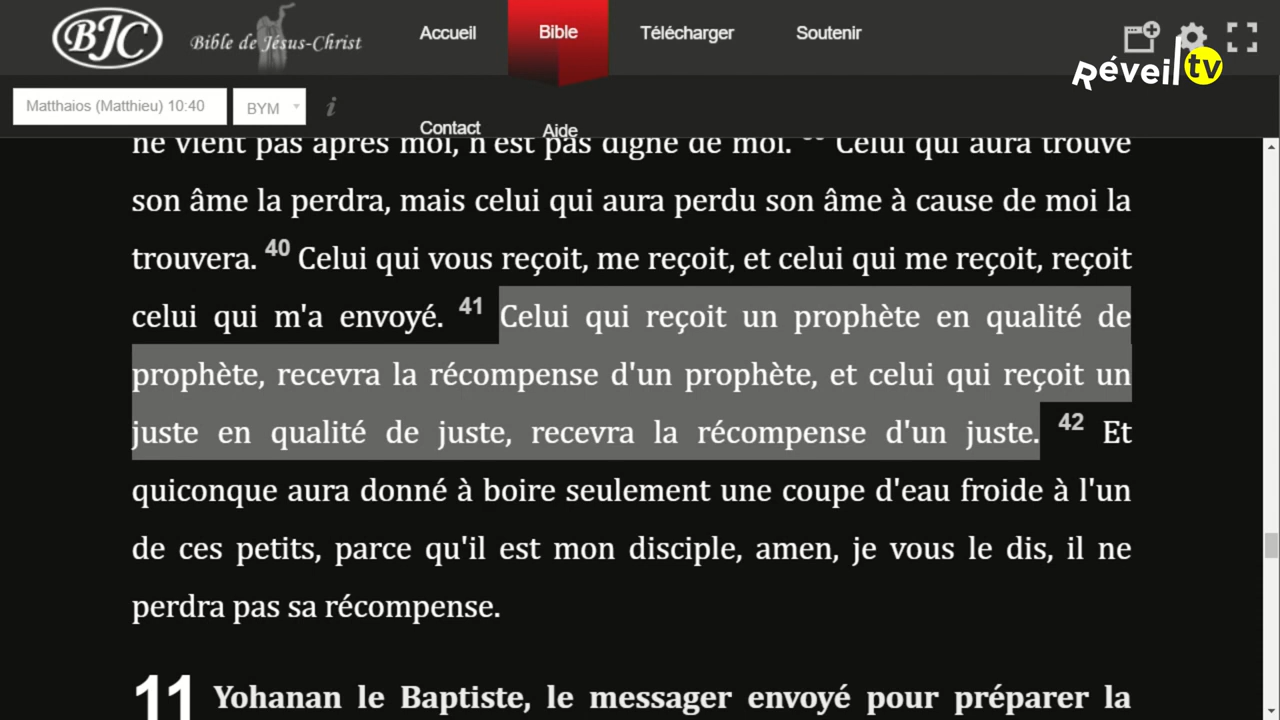 BJC
Bible de Jésus-Christ
Accueil
Bible
Télécharger
Soutenir
Réveil tv
Matthaios (Matthieu) 10:40
BYM
i
Contact
Aide
ne vient pas après moi, n'est pas digne de moi. Celui qui aura trouvé
son âme la perdra, mais celui qui aura perdu son âme à cause de moi la
trouvera. 40 Celui qui vous reçoit, me reçoit, et celui qui me reçoit, reçoit
celui qui m'a envoyé. 41 Celui qui reçoit un prophète en qualité de
prophète, recevra la récompense d'un prophète, et celui qui reçoit un
juste en qualité de juste, recevra la récompense d'un juste. 42 Et
quiconque aura donné à boire seulement une coupe d'eau froide à l'un
de ces petits, parce qu'il est mon disciple, amen, je vous le dis, il ne
perdra pas sa récompense.
11 Yohanan le Baptiste, le messager envoyé pour préparer la